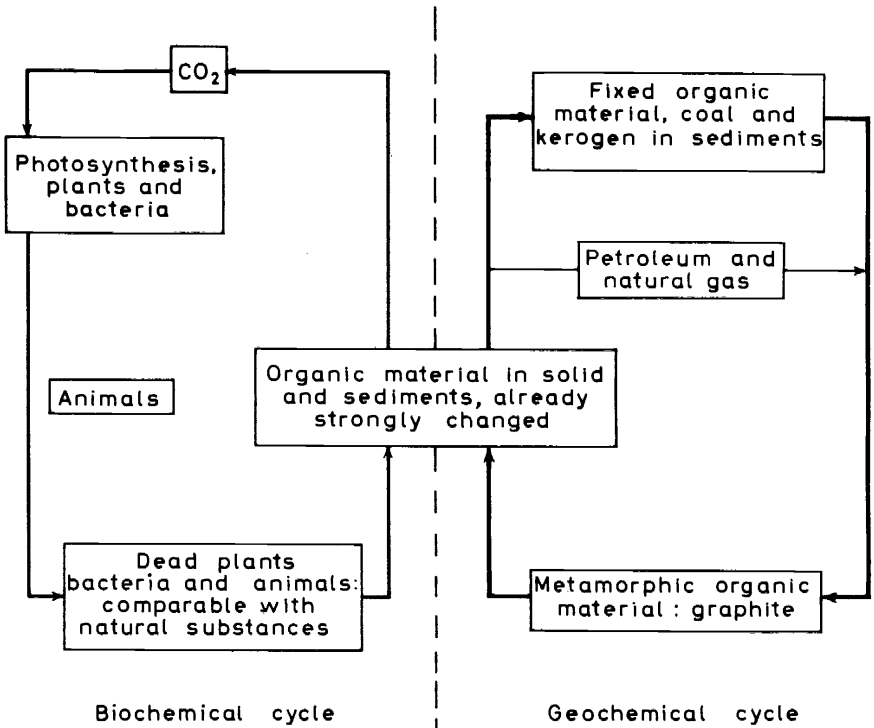 CO₂
Photosynthesis,
plants and
bacteria
Animals
Dead plants
bacteria and animals:
comparable with
natural substances
Organic material in solid
and sediments, already
strongly changed
Fixed organic
material, coal and
kerogen in sediments
Petroleum and
natural gas
Metamorphic organic
material : graphite
Biochemical cycle
Geochemical cycle